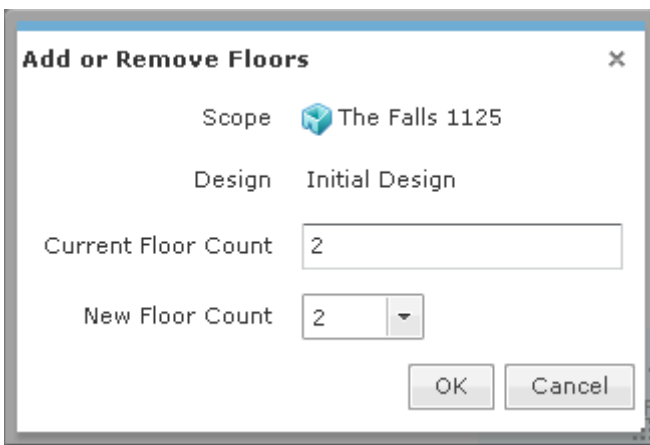 Add or Remove Floors
Scope The Falls 1125
Design Initial Design
Current Floor Count 2
New Floor Count 2
OK Cancel